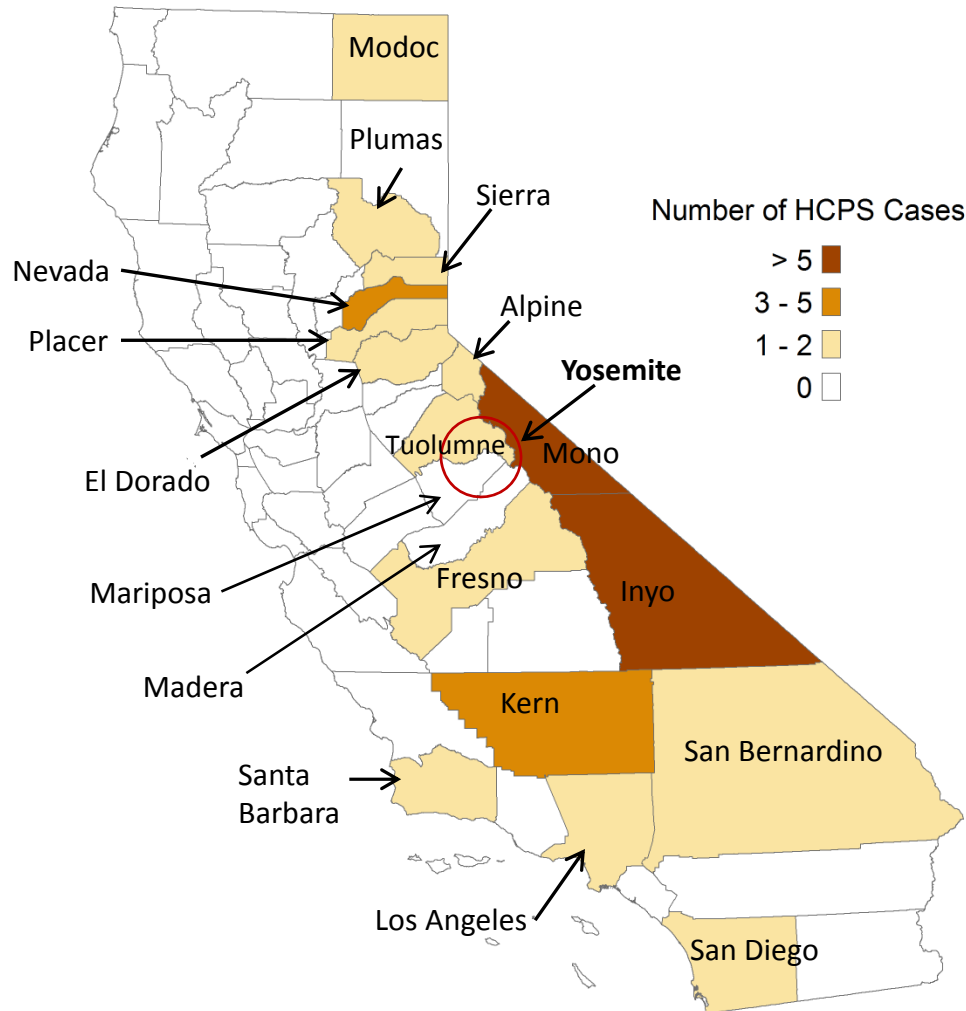 Modoc
Plumas
Sierra
Number of HCPS Cases
> 5
3 - 5
1 - 2
0
Nevada
Alpine
Placer
Yosemite
Tuolumne
Mono
El Dorado
Mariposa
Fresno
Inyo
Madera
Kern
San Bernardino
Santa
Barbara
Los Angeles
San Diego